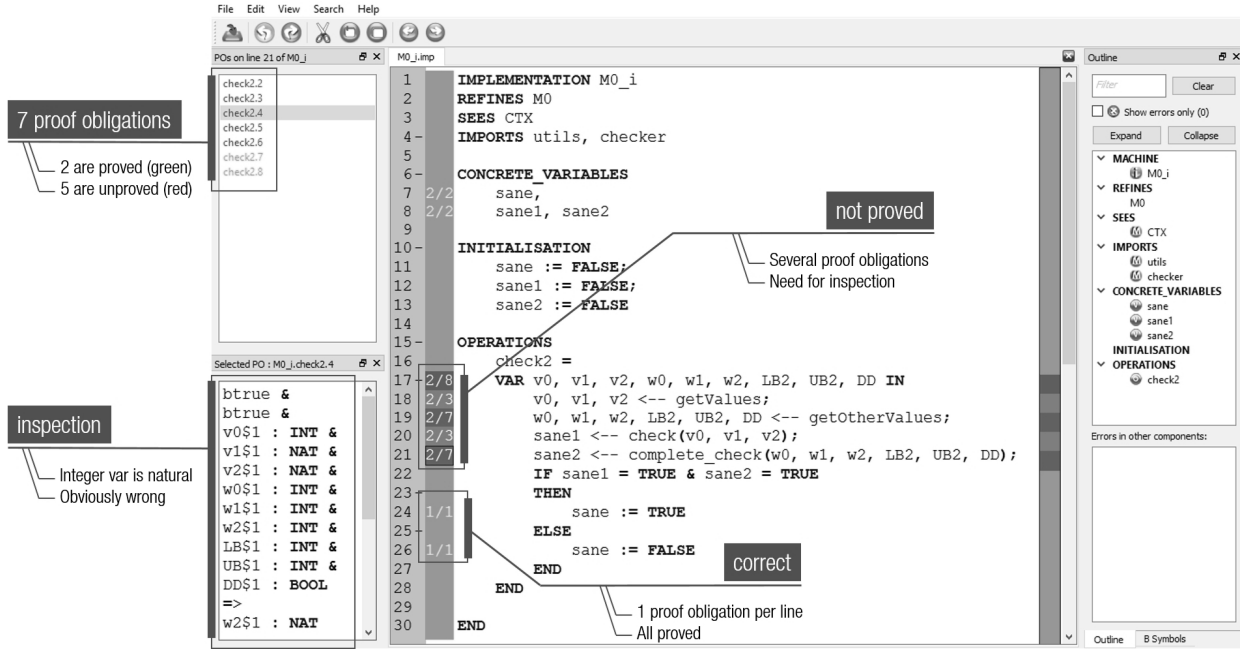 File Edit View Search Help
POs on line 21 of M0_i
check2.2
check2.3
check2.4
check2.5
check2.6
check2.7
check2.8
7 proof obligations
2 are proved (green)
5 are unproved (red)
Selected PO : M0_i.check2.4
btrue &
btrue &
v0$1 : INT &
v1$1 : NAT &
v2$1 : NAT &
w0$1 : INT &
w1$1 : INT &
w2$1 : INT &
LB$1 : INT &
UB$1 : INT &
DD$1 : BOOL
=>
w2$1 : NAT
inspection
Integer var is natural
Obviously wrong
M0_i.imp
1 IMPLEMENTATION M0_i
2 REFINES M0
3 SEES CTX
4 - IMPORTS utils, checker
5
6 - CONCRETE_VARIABLES
7 2/2 sane,
8 2/2 sane1, sane2
9
10 - INITIALISATION
11 sane := FALSE;
12 sane1 := FALSE;
13 sane2 := FALSE
14
15 - OPERATIONS
16 check2 =
17 - 2/8 VAR v0, v1, v2, w0, w1, w2, LB2, UB2, DD IN
18 2/3 v0, v1, v2 <-- getValues;
19 2/7 w0, w1, w2, LB2, UB2, DD <-- getOtherValues;
20 2/3 sane1 <-- check(v0, v1, v2);
21 2/7 sane2 <-- complete_check(w0, w1, w2, LB2, UB2, DD);
22 IF sane1 = TRUE & sane2 = TRUE
23 - THEN
24 1/1 sane := TRUE
25 - ELSE
26 1/1 sane := FALSE
27 END
28 END
29
30 END
not proved
Several proof obligations
Need for inspection
correct
1 proof obligation per line
All proved
Outline
Filter
Clear
Show errors only (0)
Expand Collapse
MACHINE
M0_i
REFINES
M0
SEES
CTX
IMPORTS
utils
checker
CONCRETE_VARIABLES
sane
sane1
sane2
INITIALISATION
OPERATIONS
check2
Errors in other components:
Outline B Symbols